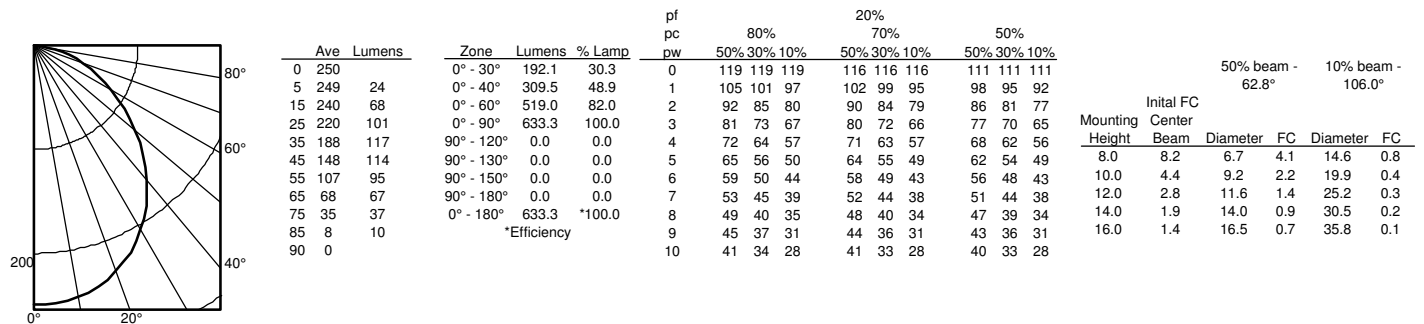 80°
60°
40°
200
0° 20°
Ave Lumens
0 250
5 249 24
15 240 68
25 220 101
35 188 117
45 148 114
55 107 95
65 68 67
75 35 37
85 8 10
90 0
Zone Lumens % Lamp
0° - 30° 192.1 30.3
0° - 40° 309.5 48.9
0° - 60° 519.0 82.0
0° - 90° 633.3 100.0
90° - 120° 0.0 0.0
90° - 130° 0.0 0.0
90° - 150° 0.0 0.0
90° - 180° 0.0 0.0
0° - 180° 633.3 *100.0
*Efficiency
pf 20%
pc 80% 70% 50%
pw 50% 30% 10% 50% 30% 10% 50% 30% 10%
0 119 119 119 116 116 116 111 111 111
1 105 101 97 102 99 95 98 95 92
2 92 85 80 90 84 79 86 81 77
3 81 73 67 80 72 66 77 70 65
4 72 64 57 71 63 57 68 62 56
5 65 56 50 64 55 49 62 54 49
6 59 50 44 58 49 43 56 48 43
7 53 45 39 52 44 38 51 44 38
8 49 40 35 48 40 34 47 39 34
9 45 37 31 44 36 31 43 36 31
10 41 34 28 41 33 28 40 33 28
50% beam - 10% beam -
62.8° 106.0°
Inital FC
Mounting Center
Height Beam Diameter FC Diameter FC
8.0 8.2 6.7 4.1 14.6 0.8
10.0 4.4 9.2 2.2 19.9 0.4
12.0 2.8 11.6 1.4 25.2 0.3
14.0 1.9 14.0 0.9 30.5 0.2
16.0 1.4 16.5 0.7 35.8 0.1